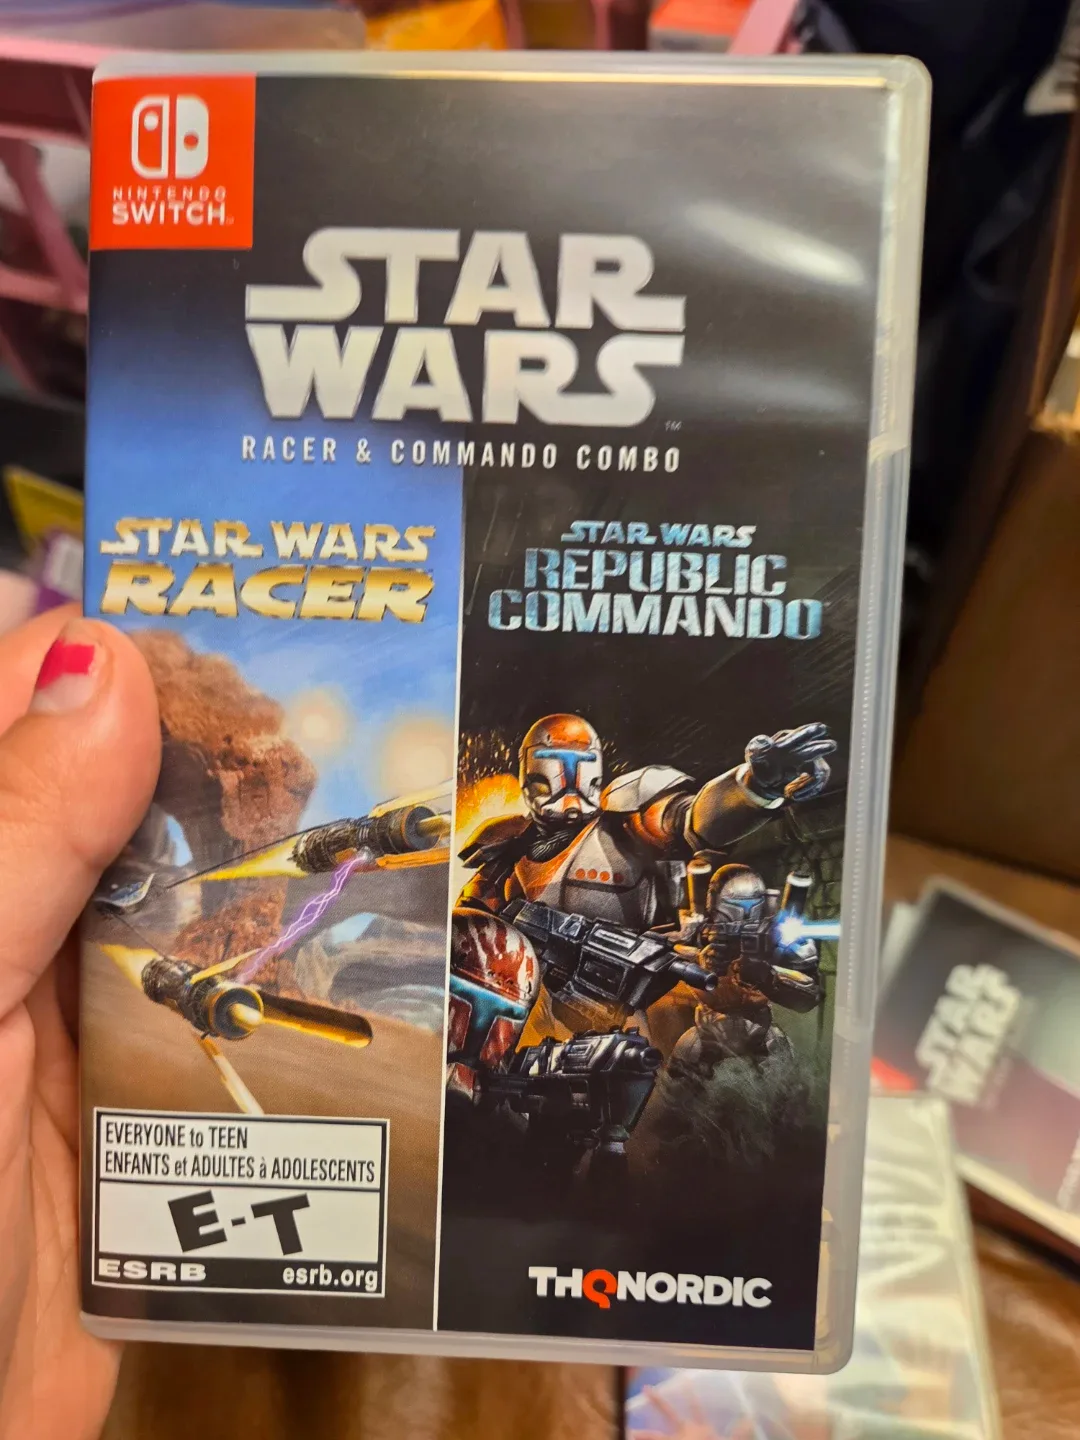 NINTENDO
SWITCH
STAR
WARS
TM
RACER & COMMANDO COMBO
STAR WARS
RACER
STAR WARS
REPUBLIC
COMMANDO
EVERYONE to TEEN
ENFANTS et ADULTES à ADOLESCENTS
E-T
ESRB
esrb.org
THQNORDIC
STAR
WARS